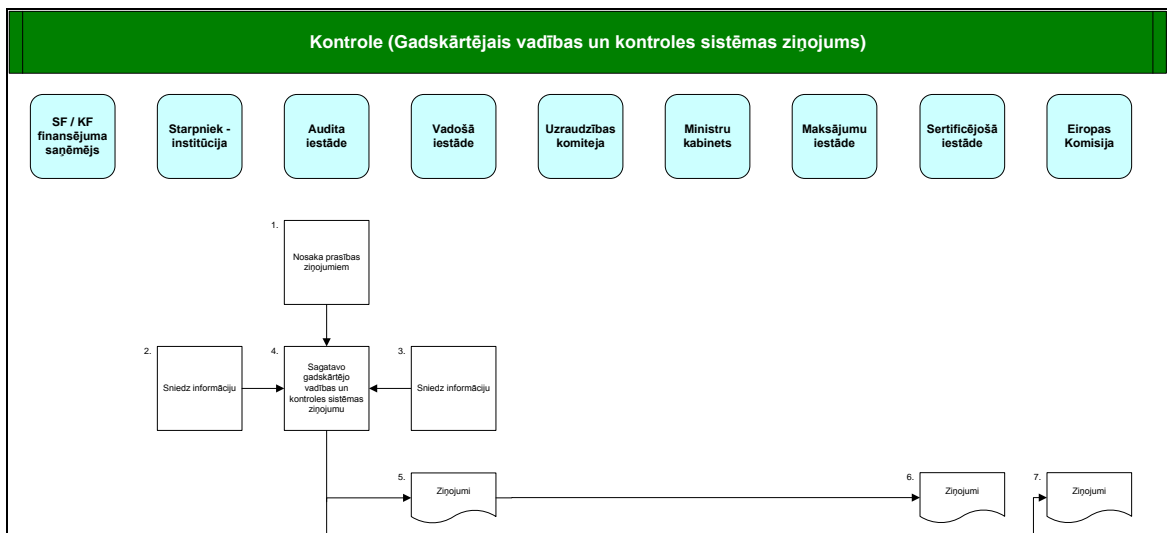 Kontrole (Gadskārtējais vadības un kontroles sistēmas ziņojums)
SF / KF
finansējuma
saņēmējs
Starpniek -
institūcija
Audita
iestāde
Vadošā
iestāde
Uzraudzības
komiteja
Ministru
kabinets
Maksājumu
iestāde
Sertificējošā
iestāde
Eiropas
Komisija
1.
Nosaka prasības
ziņojumiem
2.
Sniedz informāciju
4.
Sagatavo
gadskārtējo
vadības un
kontroles sistēmas
ziņojumu
3.
Sniedz informāciju
5.
Ziņojumi
6.
Ziņojumi
7.
Ziņojumi